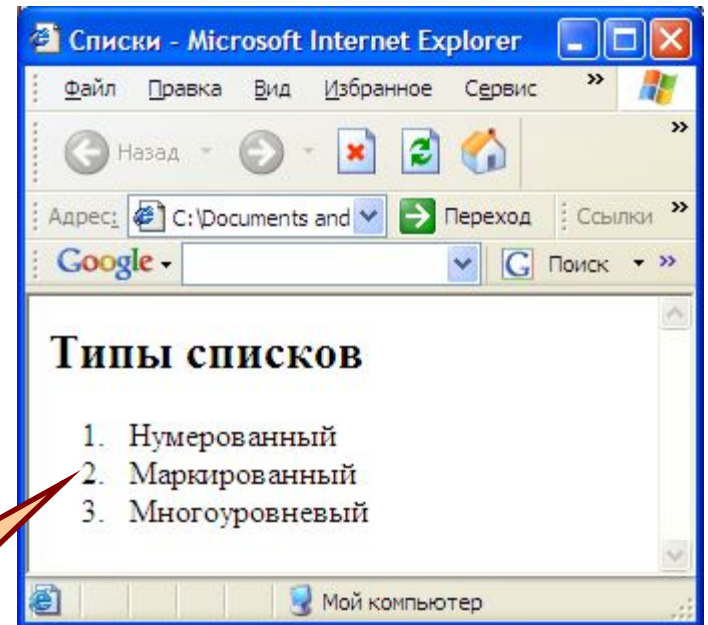 Списки - Microsoft Internet Explorer
Файл Правка Вид Избранное Сервис »
Назад »
Адрес: C:\Documents and Переход Ссылки »
Google Поиск »
Типы списков
1. Нумерованный
2. Маркированный
3. Многоуровневый
Мой компьютер